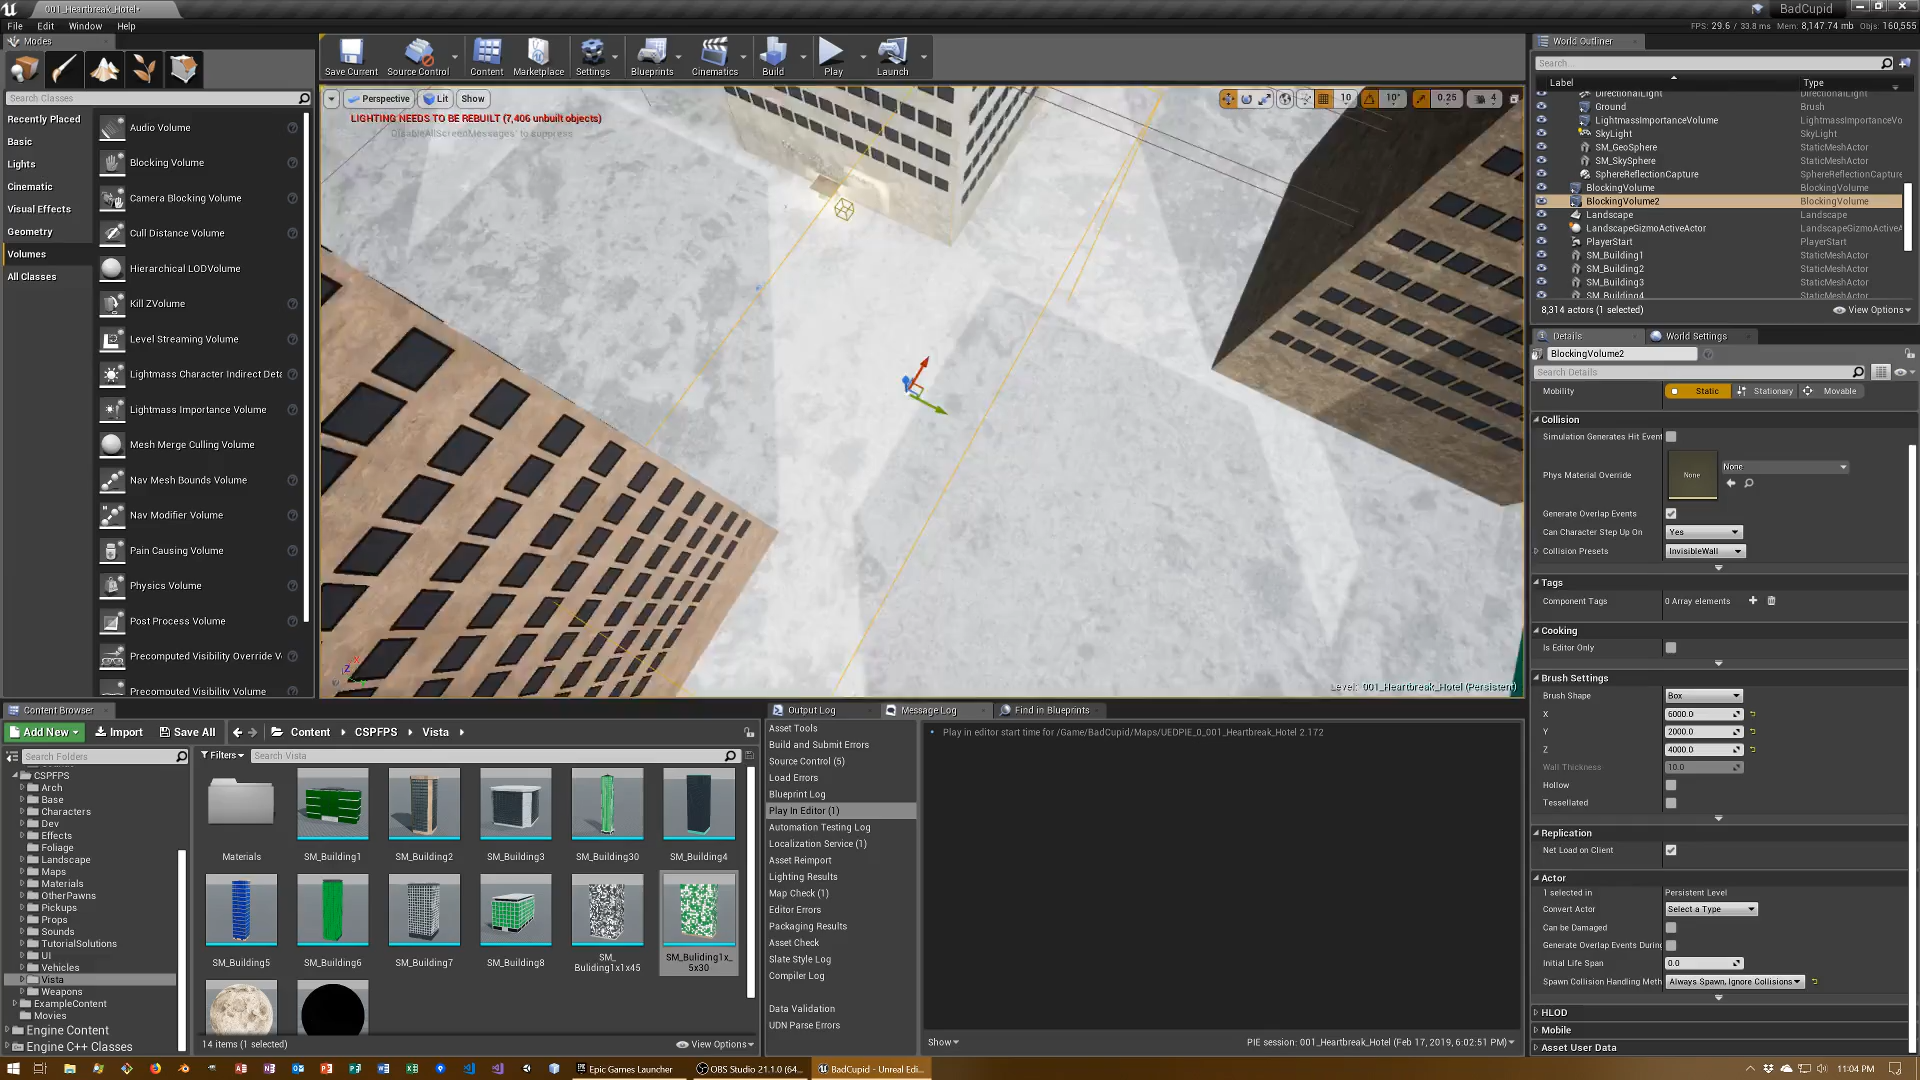 001_Heartbreak_Hotel*
BadCupid
File Edit Window Help
FPS: 29.6 / 33.8 ms Mem: 8,147.74 mb Objs: 160,555
Modes
Search Classes
Recently Placed
Basic
Lights
Cinematic
Visual Effects
Geometry
Volumes
All Classes
Audio Volume
Blocking Volume
Camera Blocking Volume
Cull Distance Volume
Hierarchical LODVolume
Kill ZVolume
Level Streaming Volume
Lightmass Character Indirect Deta
Lightmass Importance Volume
Mesh Merge Culling Volume
Nav Mesh Bounds Volume
Nav Modifier Volume
Pain Causing Volume
Physics Volume
Post Process Volume
Precomputed Visibility Override V
Precomputed Visibility Volume
Save Current Source Control Content Marketplace Settings Blueprints Cinematics Build Play Launch
Perspective Lit Show
10 10° 0.25 4
LIGHTING NEEDS TO BE REBUILT (7,406 unbuilt objects)
'DisableAllScreenMessages' to suppress
Level: 001_Heartbreak_Hotel (Persistent)
World Outliner
Search...
Label Type
DirectionalLight DirectionalLight
Ground Brush
LightmassImportanceVolume LightmassImportanceVo
SkyLight SkyLight
SM_GeoSphere StaticMeshActor
SM_SkySphere StaticMeshActor
SphereReflectionCapture SphereReflectionCapture
BlockingVolume BlockingVolume
BlockingVolume2 BlockingVolume
Landscape Landscape
LandscapeGizmoActiveActor LandscapeGizmoActiveA
PlayerStart PlayerStart
SM_Building1 StaticMeshActor
SM_Building2 StaticMeshActor
SM_Building3 StaticMeshActor
SM_Building4 StaticMeshActor
8,314 actors (1 selected) View Options
Details World Settings
BlockingVolume2
Search Details
Mobility Static Stationary Movable
Collision
Simulation Generates Hit Event
Phys Material Override None None
Generate Overlap Events
Can Character Step Up On Yes
Collision Presets InvisibleWall
Tags
Component Tags 0 Array elements
Cooking
Is Editor Only
Brush Settings
Brush Shape Box
X 6000.0
Y 2000.0
Z 4000.0
Wall Thickness 10.0
Hollow
Tessellated
Replication
Net Load on Client
Actor
1 selected in Persistent Level
Convert Actor Select a Type
Can be Damaged
Generate Overlap Events During
Initial Life Span 0.0
Spawn Collision Handling Meth Always Spawn, Ignore Collisions
HLOD
Mobile
Asset User Data
Content Browser
Add New Import Save All Content CSPFPS Vista
Search Folders
Filters Search Vista
CSPFPS
Arch
Base
Characters
Dev
Effects
Foliage
Landscape
Maps
Materials
OtherPawns
Pickups
Props
Sounds
TutorialSolutions
UI
Vehicles
Vista
Weapons
ExampleContent
Movies
Engine Content
Engine C++ Classes
Materials SM_Building1 SM_Building2 SM_Building3 SM_Building30 SM_Building4
SM_Building5 SM_Building6 SM_Building7 SM_Building8 SM_Buliding1x1x45 SM_Buliding1x_5x30
14 items (1 selected) View Options
Output Log Message Log Find in Blueprints
Asset Tools
Build and Submit Errors
Source Control (5)
Load Errors
Blueprint Log
Play In Editor (1)
Automation Testing Log
Localization Service (1)
Asset Reimport
Lighting Results
Map Check (1)
Editor Errors
Packaging Results
Asset Check
Slate Style Log
Compiler Log
Data Validation
UDN Parse Errors
Play in editor start time for /Game/BadCupid/Maps/UEDPIE_0_001_Heartbreak_Hotel 2.172
Show PIE session: 001_Heartbreak_Hotel (Feb 17, 2019, 6:02:51 PM)
Epic Games Launcher OBS Studio 21.1.0 (64... BadCupid - Unreal Edi... 11:04 PM